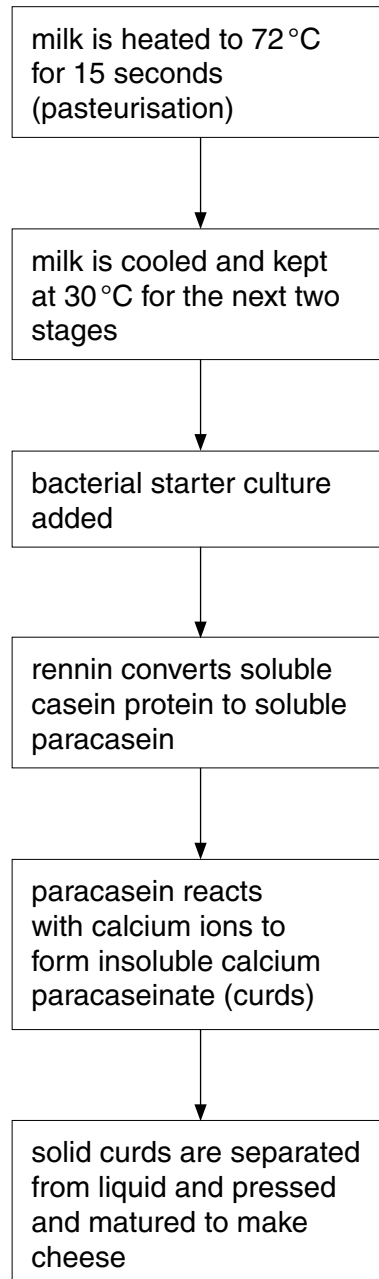 milk is heated to 72 °C
for 15 seconds
(pasteurisation)
milk is cooled and kept
at 30 °C for the next two
stages
bacterial starter culture
added
rennin converts soluble
casein protein to soluble
paracasein
paracasein reacts
with calcium ions to
form insoluble calcium
paracaseinate (curds)
solid curds are separated
from liquid and pressed
and matured to make
cheese